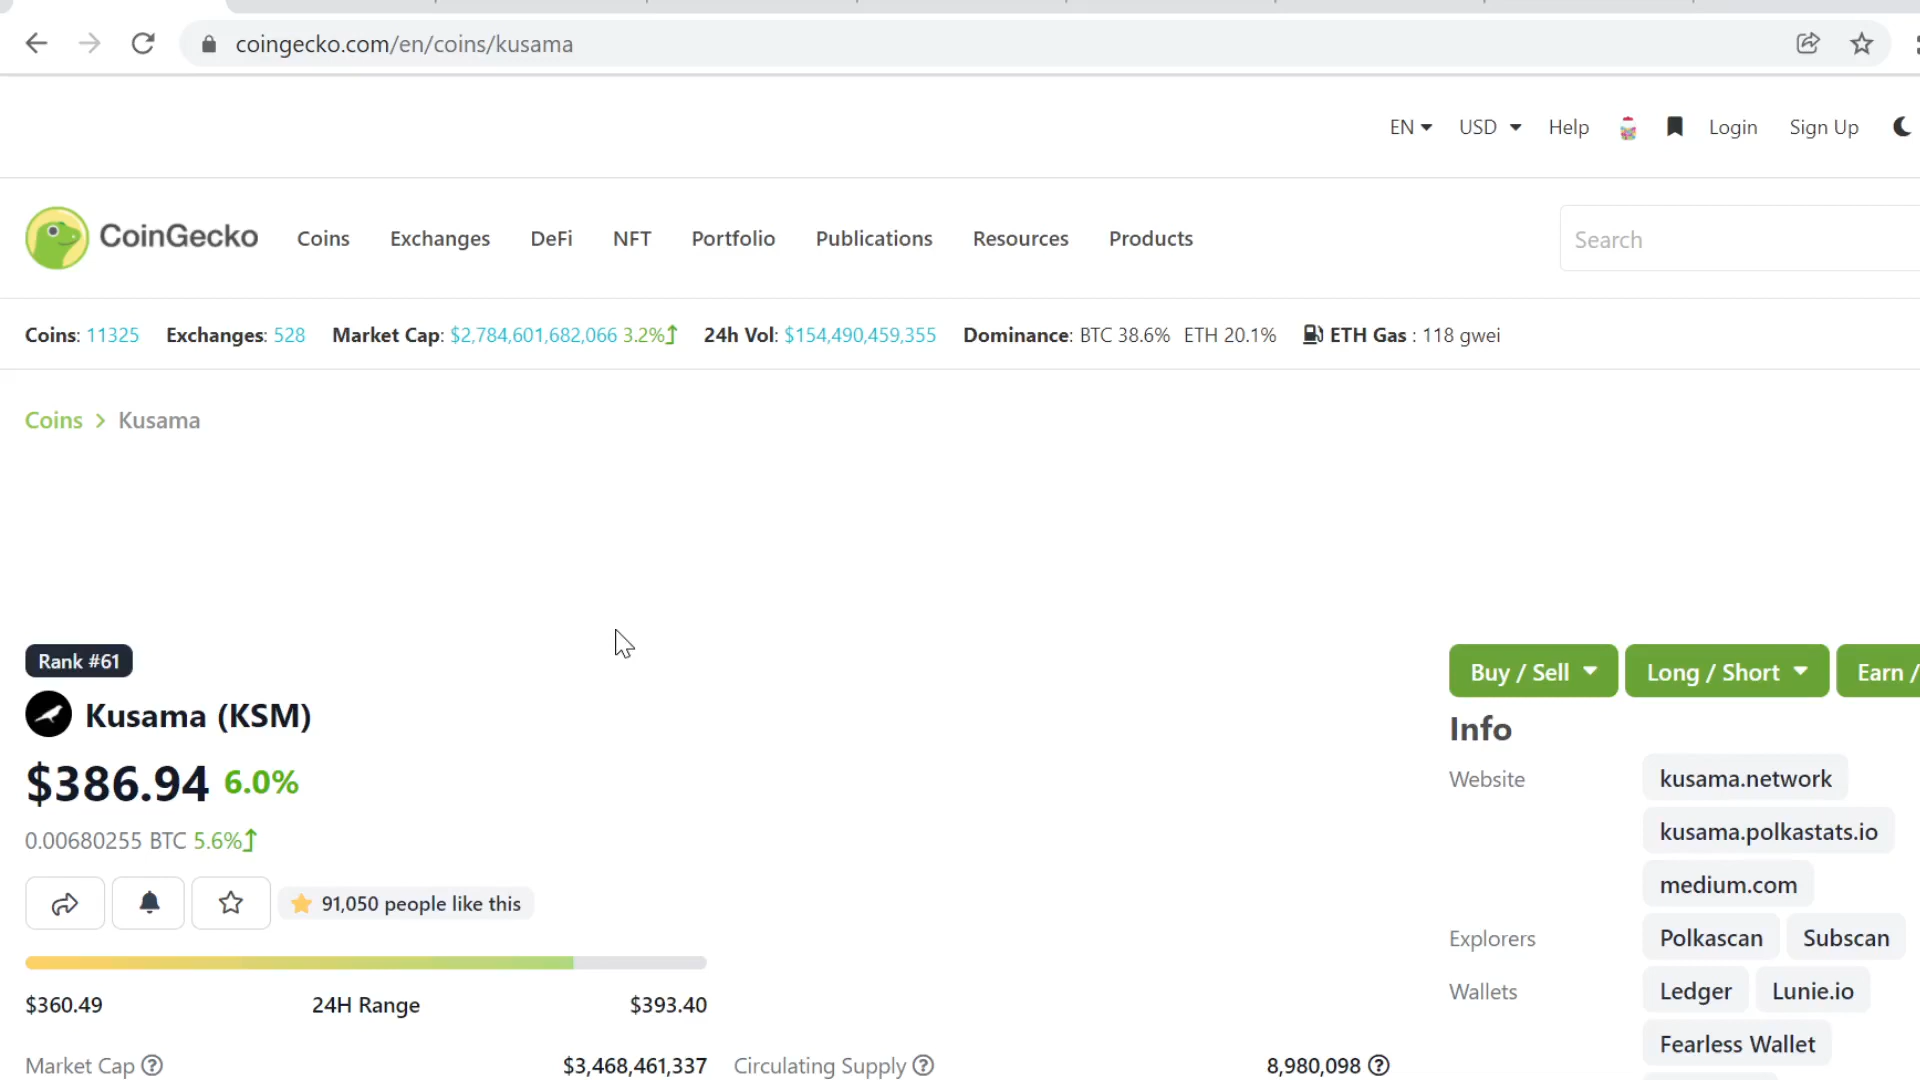 coingecko.com/en/coins/kusama
EN USD Help Login Sign Up
CoinGecko Coins Exchanges DeFi NFT Portfolio Publications Resources Products Search
Coins: 11325 Exchanges: 528 Market Cap: $2,784,601,682,066 3.2% 24h Vol: $154,490,459,355 Dominance: BTC 38.6% ETH 20.1% ETH Gas : 118 gwei
Coins > Kusama
Rank #61
Kusama (KSM)
$386.94 6.0%
0.00680255 BTC 5.6%
91,050 people like this
$360.49 24H Range $393.40
Market Cap ? $3,468,461,337 Circulating Supply ? 8,980,098 ?
Buy / Sell Long / Short Earn /
Info
Website kusama.network
kusama.polkastats.io
medium.com
Explorers Polkascan Subscan
Wallets Ledger Lunie.io
Fearless Wallet